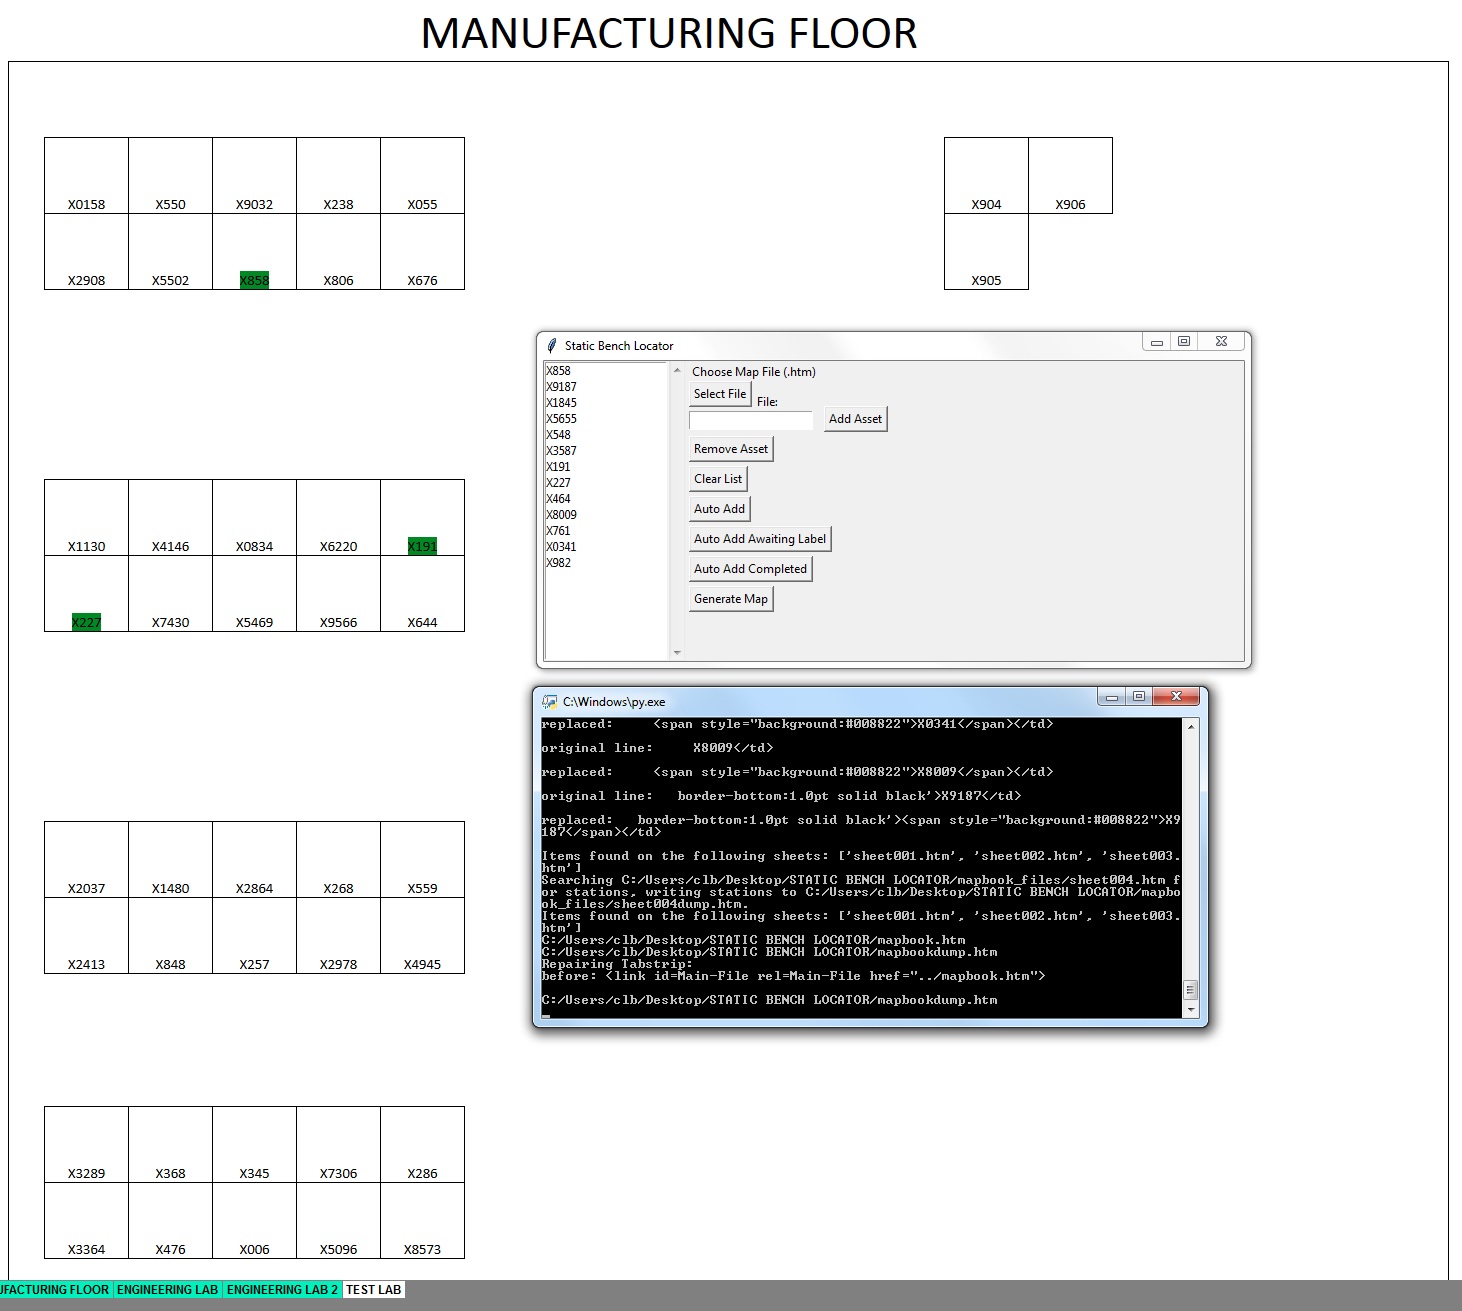 MANUFACTURING FLOOR
X0158 X550 X9032 X238 X055
X2908 X5502 X858 X806 X676
X904 X906
X905
X1130 X4146 X0834 X6220 X191
X227 X7430 X5469 X9566 X644
Static Bench Locator
X858
X9187
X1845
X5655
X548
X3587
X191
X227
X464
X8009
X761
X0341
X982
Choose Map File (.htm)
Select File File:
Add Asset
Remove Asset
Clear List
Auto Add
Auto Add Awaiting Label
Auto Add Completed
Generate Map
C:\Windows\py.exe
replaced: <span style="background:#008822">X0341</span></td>
original line: X8009</td>
replaced: <span style="background:#008822">X8009</span></td>
original line: border-bottom:1.0pt solid black'>X9187</td>
replaced: border-bottom:1.0pt solid black'><span style="background:#008822">X9
187</span></td>
Items found on the following sheets: ['sheet001.htm', 'sheet002.htm', 'sheet003.
htm']
Searching C:/Users/clb/Desktop/STATIC BENCH LOCATOR/mapbook_files/sheet004.htm f
or stations, writing stations to C:/Users/clb/Desktop/STATIC BENCH LOCATOR/mapbo
ok_files/sheet004dump.htm.
Items found on the following sheets: ['sheet001.htm', 'sheet002.htm', 'sheet003.
htm']
C:/Users/clb/Desktop/STATIC BENCH LOCATOR/mapbook.htm
C:/Users/clb/Desktop/STATIC BENCH LOCATOR/mapbookdump.htm
Repairing Tabstrip:
before: <link id=Main-File rel=Main-File href="../mapbook.htm">
C:/Users/clb/Desktop/STATIC BENCH LOCATOR/mapbookdump.htm
X2037 X1480 X2864 X268 X559
X2413 X848 X257 X2978 X4945
X3289 X368 X345 X7306 X286
X3364 X476 X006 X5096 X8573
UFACTURING FLOOR ENGINEERING LAB ENGINEERING LAB 2 TEST LAB